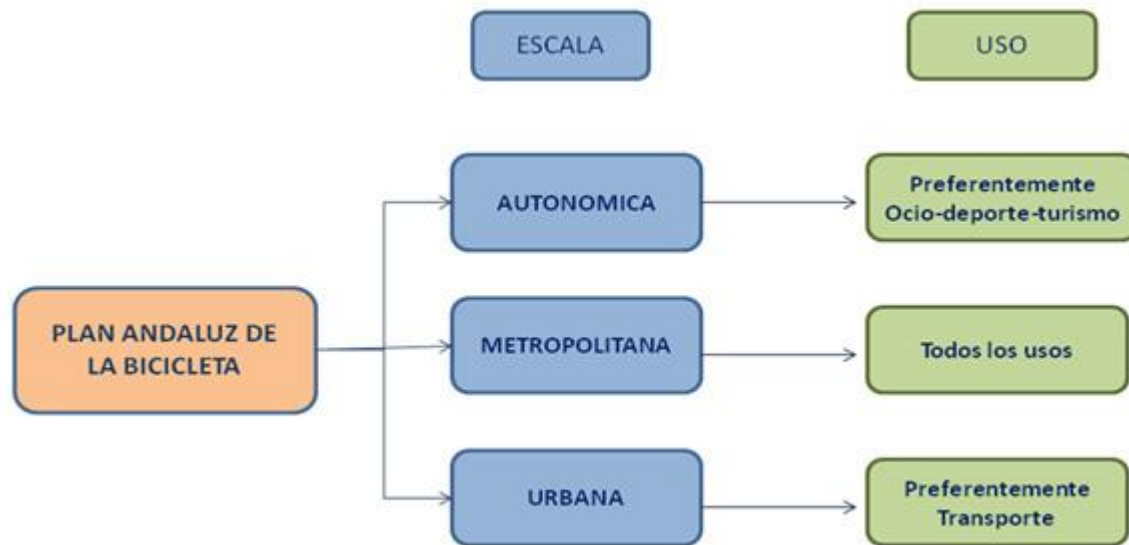 ESCALA
USO
PLAN ANDALUZ DE
LA BICICLETA
AUTONOMICA
Preferentemente
Ocio-deporte-turismo
METROPOLITANA
Todos los usos
URBANA
Preferentemente
Transporte